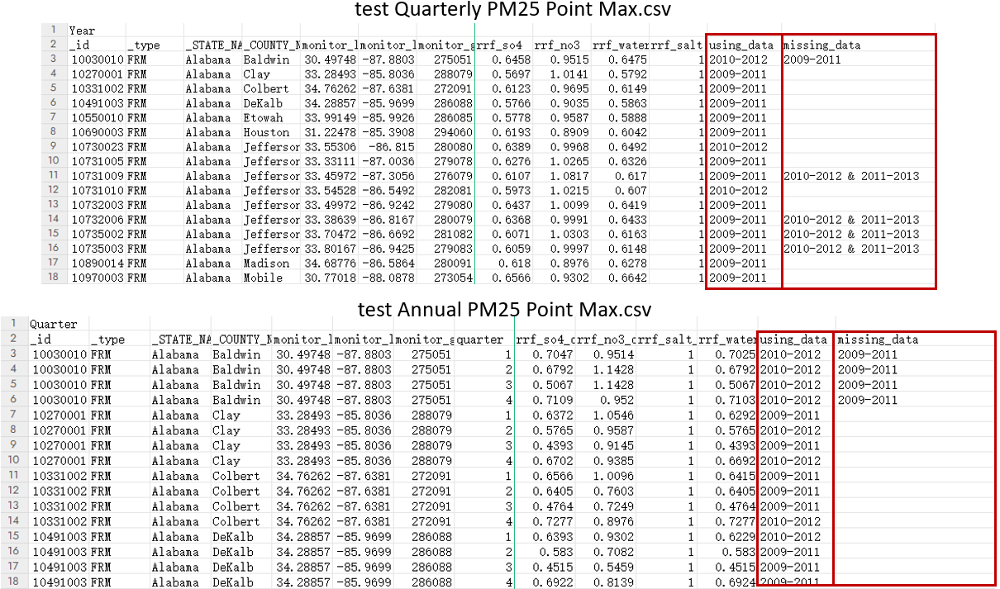 test Quarterly PM25 Point Max.csv
1 Year
2 _id _type _STATE_NA _COUNTY_N monitor_l monitor_l monitor_g rrf_so4 rrf_no3 rrf_water rrf_salt using_data missing_data
3 10030010 FRM Alabama Baldwin 30.49748 -87.8803 275051 0.6458 0.9515 0.6475 1 2010-2012 2009-2011
4 10270001 FRM Alabama Clay 33.28493 -85.8036 288079 0.5697 1.0141 0.5792 1 2009-2011
5 10331002 FRM Alabama Colbert 34.76262 -87.6381 272091 0.6123 0.9695 0.6149 1 2009-2011
6 10491003 FRM Alabama DeKalb 34.28857 -85.9699 286088 0.5766 0.9035 0.5863 1 2009-2011
7 10550010 FRM Alabama Etowah 33.99149 -85.9926 286085 0.5778 0.9587 0.5888 1 2009-2011
8 10690003 FRM Alabama Houston 31.22478 -85.3908 294060 0.6193 0.8909 0.6042 1 2009-2011
9 10730023 FRM Alabama Jefferson 33.55306 -86.815 280080 0.6389 0.9968 0.6492 1 2010-2012
10 10731005 FRM Alabama Jefferson 33.33111 -87.0036 279078 0.6276 1.0265 0.6326 1 2009-2011
11 10731009 FRM Alabama Jefferson 33.45972 -87.3056 276079 0.6107 1.0817 0.617 1 2009-2011 2010-2012 & 2011-2013
12 10731010 FRM Alabama Jefferson 33.54528 -86.5492 282081 0.5973 1.0215 0.607 1 2010-2012
13 10732003 FRM Alabama Jefferson 33.49972 -86.9242 279080 0.6437 1.0099 0.6419 1 2009-2011
14 10732006 FRM Alabama Jefferson 33.38639 -86.8167 280079 0.6368 0.9991 0.6433 1 2009-2011 2010-2012 & 2011-2013
15 10735002 FRM Alabama Jefferson 33.70472 -86.6692 281082 0.6071 1.0303 0.6163 1 2009-2011 2010-2012 & 2011-2013
16 10735003 FRM Alabama Jefferson 33.80167 -86.9425 279083 0.6059 0.9997 0.6148 1 2009-2011 2010-2012 & 2011-2013
17 10890014 FRM Alabama Madison 34.68776 -86.5864 280091 0.618 0.8976 0.6278 1 2009-2011
18 10970003 FRM Alabama Mobile 30.77018 -88.0878 273054 0.6566 0.9302 0.6642 1 2009-2011
test Annual PM25 Point Max.csv
1 Quarter
2 _id _type _STATE_NA _COUNTY_N monitor_l monitor_l monitor_g quarter rrf_so4_c rrf_no3_c rrf_salt_ rrf_water using_data missing_data
3 10030010 FRM Alabama Baldwin 30.49748 -87.8803 275051 1 0.7047 0.9514 1 0.7025 2010-2012 2009-2011
4 10030010 FRM Alabama Baldwin 30.49748 -87.8803 275051 2 0.6792 1.1428 1 0.6792 2010-2012 2009-2011
5 10030010 FRM Alabama Baldwin 30.49748 -87.8803 275051 3 0.5067 1.1428 1 0.5067 2010-2012 2009-2011
6 10030010 FRM Alabama Baldwin 30.49748 -87.8803 275051 4 0.7109 0.952 1 0.7103 2010-2012 2009-2011
7 10270001 FRM Alabama Clay 33.28493 -85.8036 288079 1 0.6372 1.0546 1 0.6292 2009-2011
8 10270001 FRM Alabama Clay 33.28493 -85.8036 288079 2 0.5765 0.9587 1 0.5765 2010-2012
9 10270001 FRM Alabama Clay 33.28493 -85.8036 288079 3 0.4393 0.9145 1 0.4393 2009-2011
10 10270001 FRM Alabama Clay 33.28493 -85.8036 288079 4 0.6702 0.9385 1 0.6692 2010-2012
11 10331002 FRM Alabama Colbert 34.76262 -87.6381 272091 1 0.6566 1.0096 1 0.6415 2009-2011
12 10331002 FRM Alabama Colbert 34.76262 -87.6381 272091 2 0.6405 0.7603 1 0.6405 2009-2011
13 10331002 FRM Alabama Colbert 34.76262 -87.6381 272091 3 0.4764 0.7249 1 0.4764 2009-2011
14 10331002 FRM Alabama Colbert 34.76262 -87.6381 272091 4 0.7277 0.8976 1 0.7277 2010-2012
15 10491003 FRM Alabama DeKalb 34.28857 -85.9699 286088 1 0.6393 0.9302 1 0.6229 2010-2012
16 10491003 FRM Alabama DeKalb 34.28857 -85.9699 286088 2 0.583 0.7082 1 0.583 2009-2011
17 10491003 FRM Alabama DeKalb 34.28857 -85.9699 286088 3 0.4515 0.5459 1 0.4515 2009-2011
18 10491003 FRM Alabama DeKalb 34.28857 -85.9699 286088 4 0.6922 0.8139 1 0.6924 2009-2011